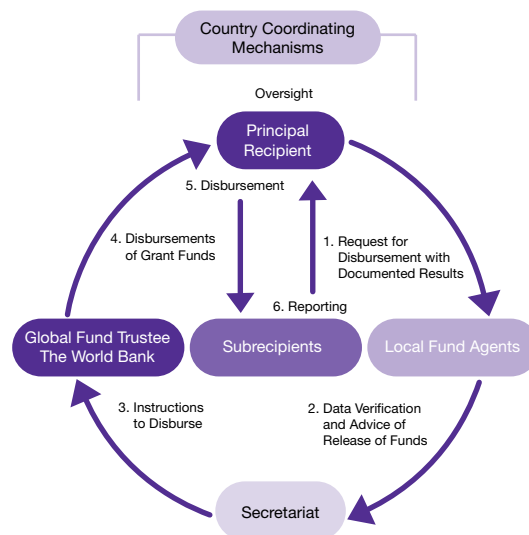 Country Coordinating
Mechanisms
Oversight
Principal
Recipient
5. Disbursement
4. Disbursements
of Grant Funds
1. Request for
Disbursement with
Documented Results
6. Reporting
Global Fund Trustee
The World Bank
Subrecipients
Local Fund Agents
3. Instructions
to Disburse
2. Data Verification
and Advice of
Release of Funds
Secretariat